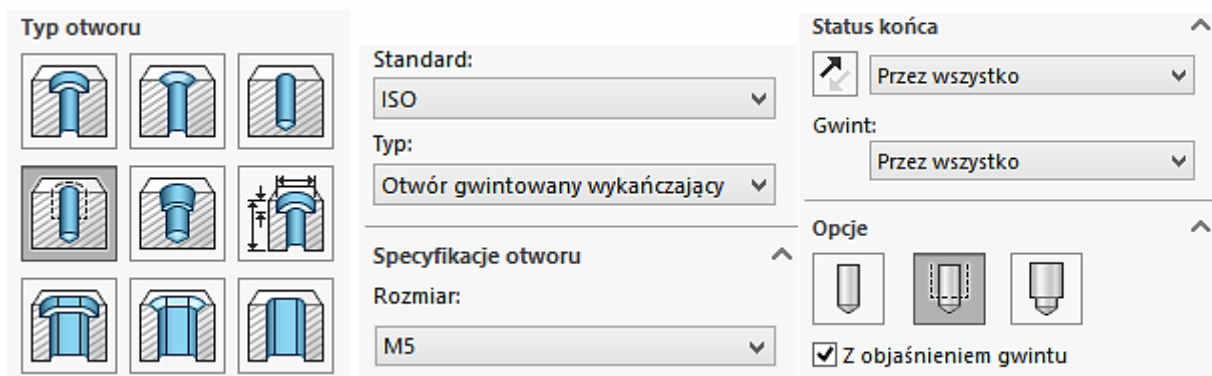 Typ otworu
Standard:
ISO
Typ:
Otwór gwintowany wykańczający
Specyfikacje otworu
Rozmiar:
M5
Status końca
Przez wszystko
Gwint:
Przez wszystko
Opcje
Z objaśnieniem gwintu